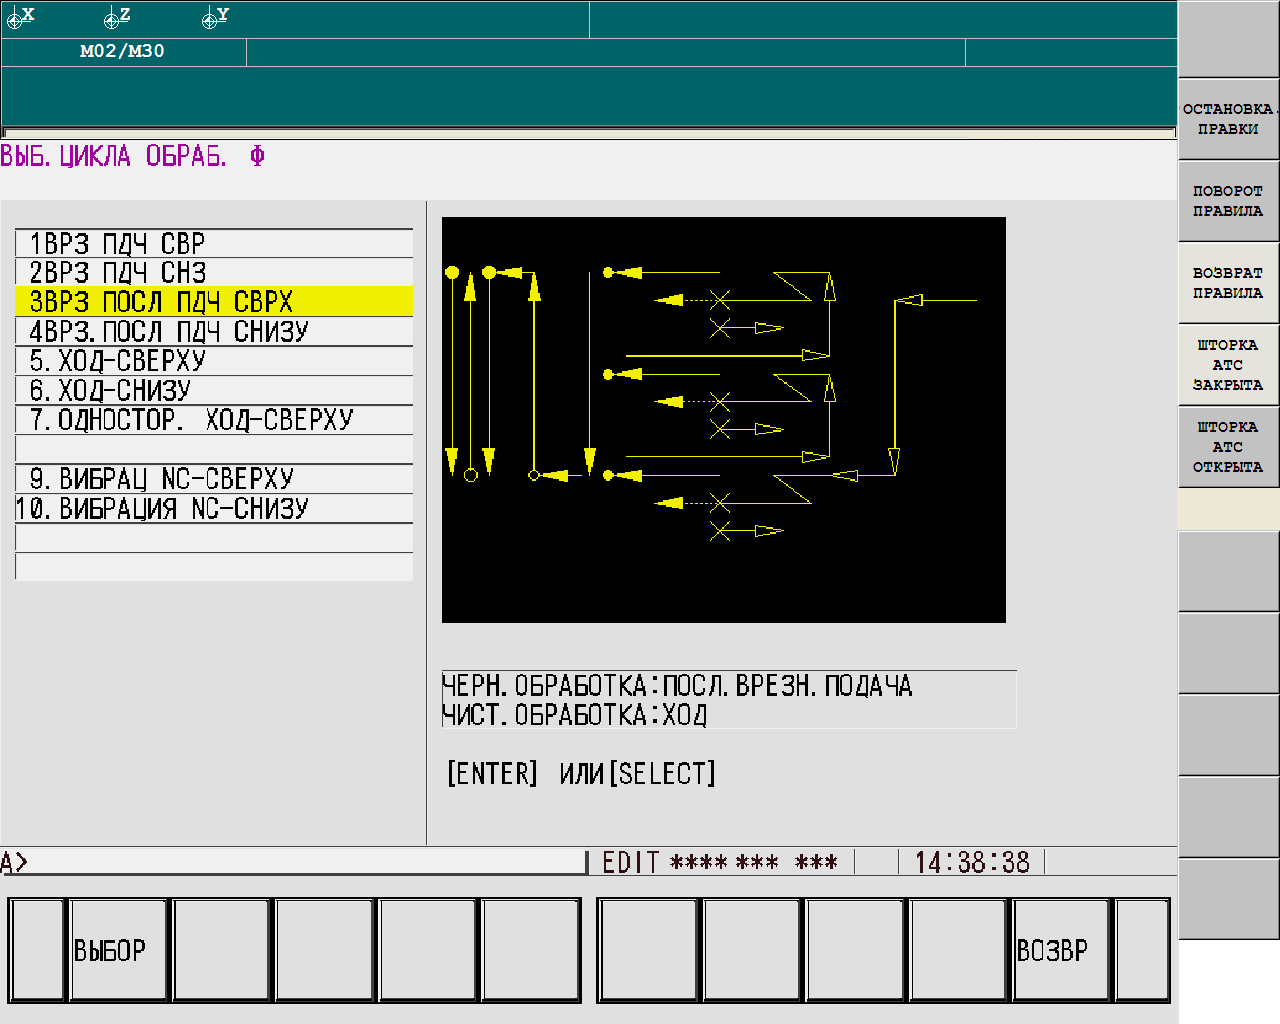 X Z Y
M02/M30
ВЫБ.ЦИКЛА ОБРАБ. Ф
1ВРЗ ПДЧ СВР
2ВРЗ ПДЧ СНЗ
3ВРЗ ПОСЛ ПДЧ СВРХ
4ВРЗ.ПОСЛ ПДЧ СНИЗУ
5.ХОД-СВЕРХУ
6.ХОД-СНИЗУ
7.ОДНОСТОР. ХОД-СВЕРХУ
9.ВИБРАЦ NC-СВЕРХУ
10.ВИБРАЦИЯ NC-СНИЗУ
ЧЕРН.ОБРАБОТКА:ПОСЛ.ВРЕЗН.ПОДАЧА
ЧИСТ.ОБРАБОТКА:ХОД
[ENTER] ИЛИ[SELECT]
A>
EDIT **** *** *** 14:38:38
ВЫБОР
ВОЗВР
ОСТАНОВКА.
ПРАВКИ
ПОВОРОТ
ПРАВИЛА
ВОЗВРАТ
ПРАВИЛА
ШТОРКА
АТС
ЗАКРЫТА
ШТОРКА
АТС
ОТКРЫТА